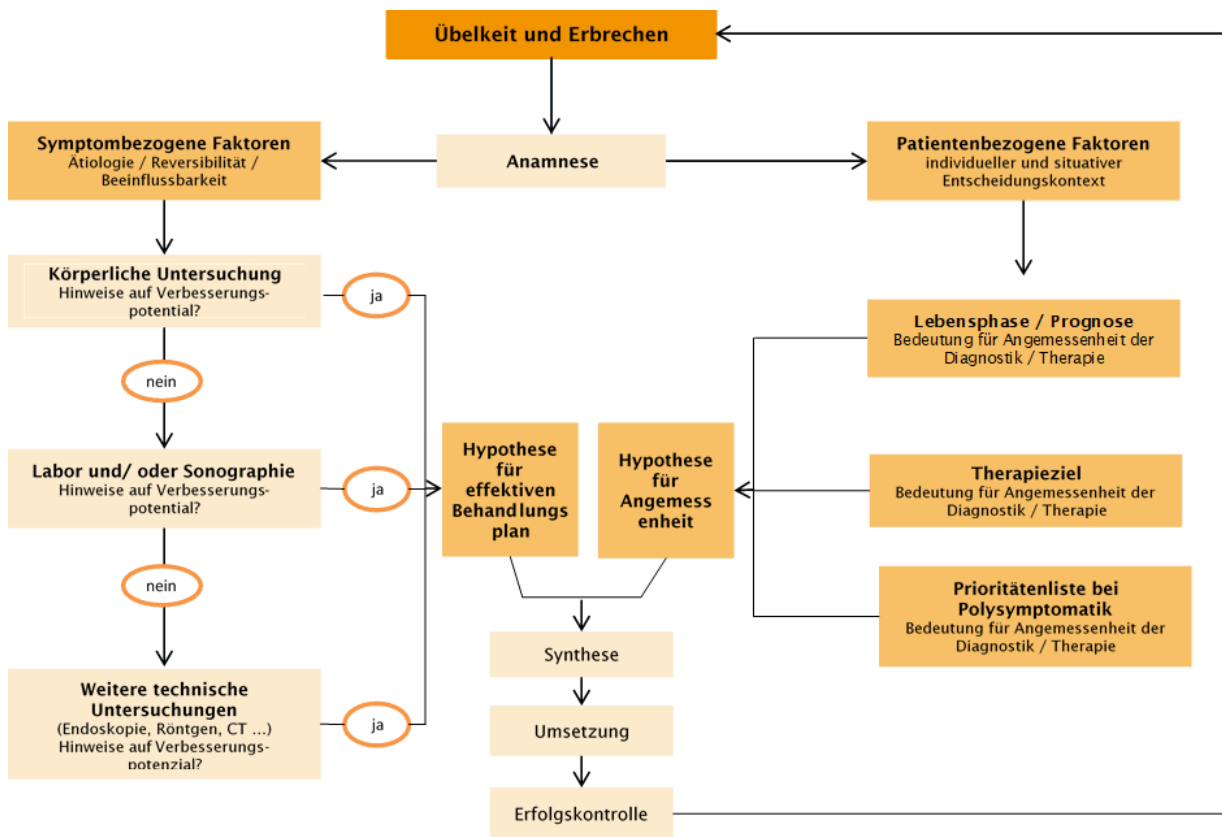 Übelkeit und Erbrechen
Symptombezogene Faktoren
Ätiologie / Reversibilität /
Beeinflussbarkeit
Anamnese
Patientenbezogene Faktoren
individueller und situativer
Entscheidungskontext
Körperliche Untersuchung
Hinweise auf Verbesserungs-
potential?
ja
nein
Labor und/ oder Sonographie
Hinweise auf Verbesserungs-
potential?
ja
nein
Weitere technische
Untersuchungen
(Endoskopie, Röntgen, CT ...)
Hinweise auf Verbesserungs-
potenzial?
ja
Hypothese
für
effektiven
Behandlungs
plan
Hypothese
für
Angemess
enheit
Lebensphase / Prognose
Bedeutung für Angemessenheit der
Diagnostik / Therapie
Therapieziel
Bedeutung für Angemessenheit der
Diagnostik / Therapie
Prioritätenliste bei
Polysymptomatik
Bedeutung für Angemessenheit der
Diagnostik / Therapie
Synthese
Umsetzung
Erfolgskontrolle